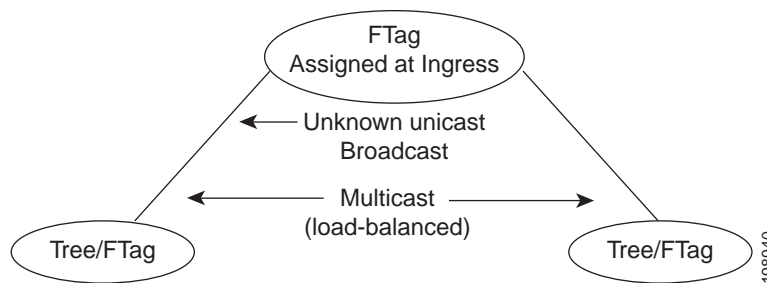 FTag
Assigned at Ingress
Unknown unicast
Broadcast
Multicast
(load-balanced)
Tree/FTag
Tree/FTag